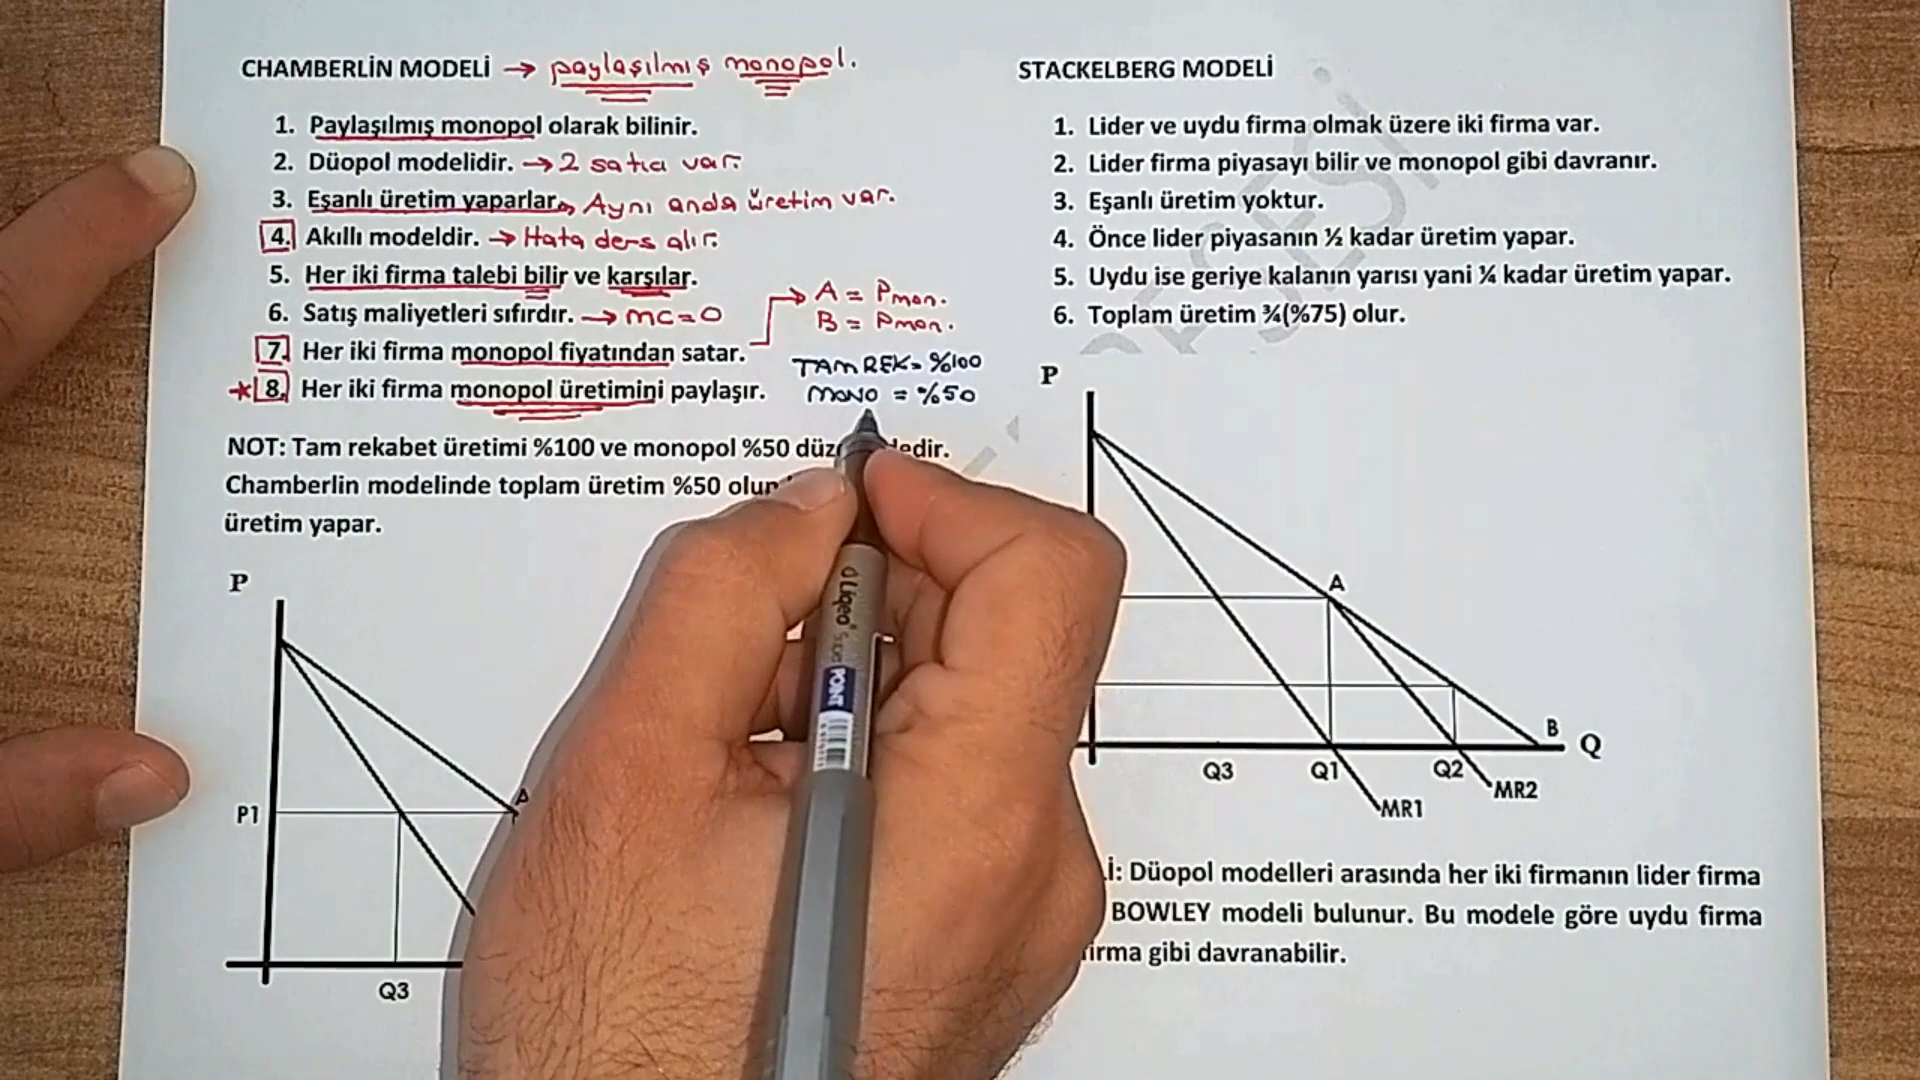 CHAMBERLİN MODELİ → paylaşılmış monopol.
1. Paylaşılmış monopol olarak bilinir.
2. Düopol modelidir. → 2 satıcı var.
3. Eşanlı üretim yaparlar → Aynı anda üretim var.
4. Akıllı modeldir. → Hata ders alır.
5. Her iki firma talebi bilir ve karşılar.
6. Satış maliyetleri sıfırdır. → mc=0
A = Pmon.
B = Pmon.
7. Her iki firma monopol fiyatından satar.
TAM REK= %100
* 8. Her iki firma monopol üretimini paylaşır.
MONO = %50
NOT: Tam rekabet üretimi %100 ve monopol %50
Chamberlin modelinde toplam üretim %50
üretim yapar.
P
P1
A
Q3
STACKELBERG MODELİ
1. Lider ve uydu firma olmak üzere iki firma var.
2. Lider firma piyasayı bilir ve monopol gibi davranır.
3. Eşanlı üretim yoktur.
4. Önce lider piyasanın ½ kadar üretim yapar.
5. Uydu ise geriye kalanın yarısı yani ¼ kadar üretim yapar.
6. Toplam üretim ¾(%75) olur.
P
A
B
Q
Q3 Q1 Q2
MR2
MR1
Düopol modelleri arasında her iki firmanın lider firma
BOWLEY modeli bulunur. Bu modele göre uydu firma
gibi davranabilir.
Liqeo
POINT